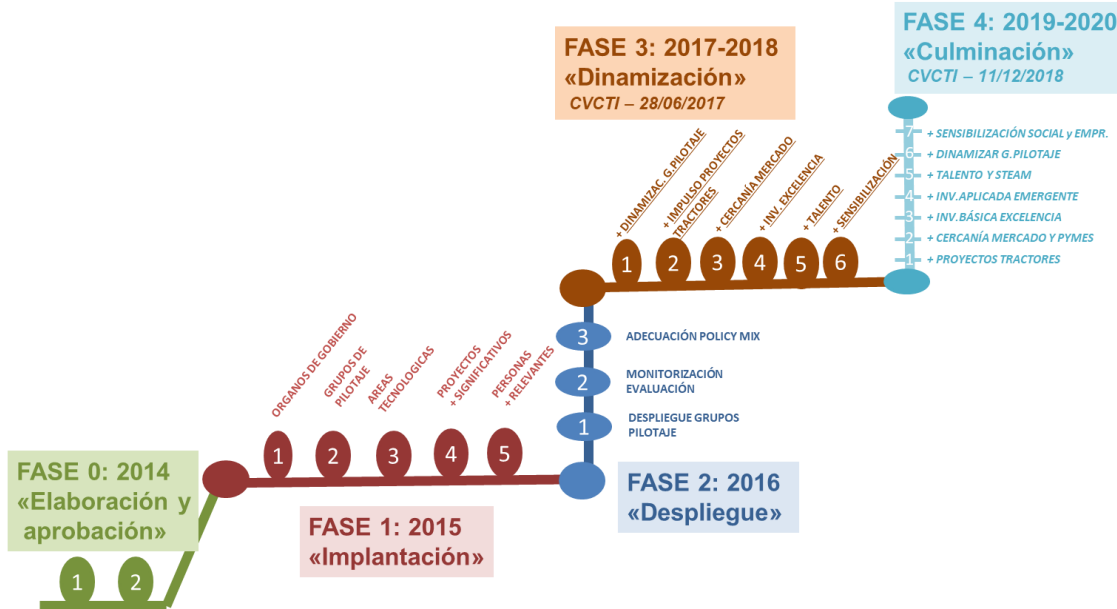 FASE 0: 2014
«Elaboración y
aprobación»
1
2
ORGANOS DE GOBIERNO
GRUPOS DE
PILOTAJE
AREAS
TECNOLOGICAS
PROYECTOS
+ SIGNIFICATIVOS
PERSONAS
+ RELEVANTES
1
2
3
4
5
FASE 1: 2015
«Implantación»
3
ADECUACIÓN POLICY MIX
2
MONITORIZACIÓN
EVALUACIÓN
1
DESPLIEGUE GRUPOS
PILOTAJE
FASE 2: 2016
«Despliegue»
FASE 3: 2017-2018
«Dinamización»
CVCTI – 28/06/2017
+ DINAMIZAC. G.PILOTAJE
+ IMPULSO PROYECTOS
TRACTORES
+ CERCANÍA MERCADO
+ INV. EXCELENCIA
+ TALENTO
+ SENSIBILIZACIÓN
1
2
3
4
5
6
FASE 4: 2019-2020
«Culminación»
CVCTI – 11/12/2018
7
+ SENSIBILIZACIÓN SOCIAL y EMPR.
6
+ DINAMIZAR G.PILOTAJE
5
+ TALENTO Y STEAM
4
+ INV.APLICADA EMERGENTE
3
+ INV.BÁSICA EXCELENCIA
2
+ CERCANÍA MERCADO Y PYMES
1
+ PROYECTOS TRACTORES